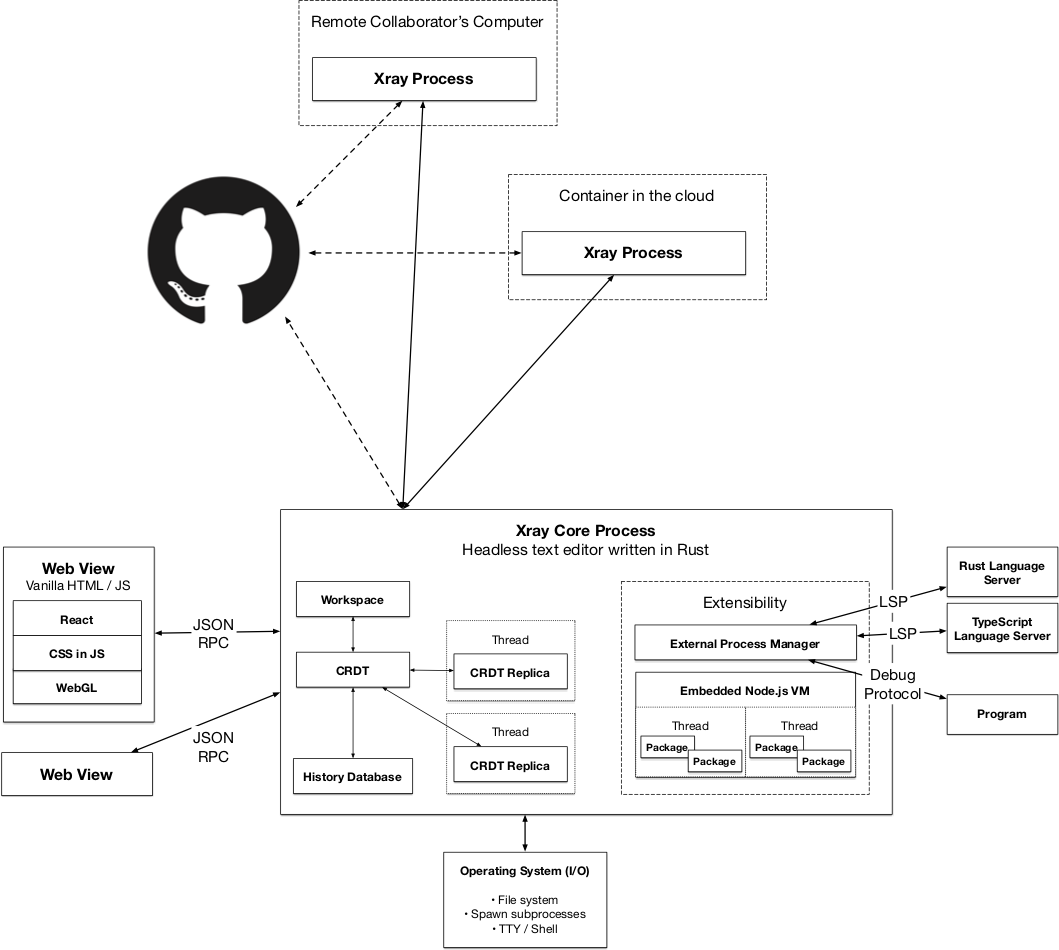 Remote Collaborator's Computer
Xray Process
Container in the cloud
Xray Process
Xray Core Process
Headless text editor written in Rust
Web View
Vanilla HTML / JS
React
CSS in JS
WebGL
JSON
RPC
Web View
JSON
RPC
Workspace
CRDT
History Database
Thread
CRDT Replica
Thread
CRDT Replica
Extensibility
External Process Manager
Embedded Node.js VM
Thread
Package
Package
Thread
Package
Package
LSP
LSP
Debug
Protocol
Rust Language
Server
TypeScript
Language Server
Program
Operating System (I/O)
• File system
• Spawn subprocesses
• TTY / Shell